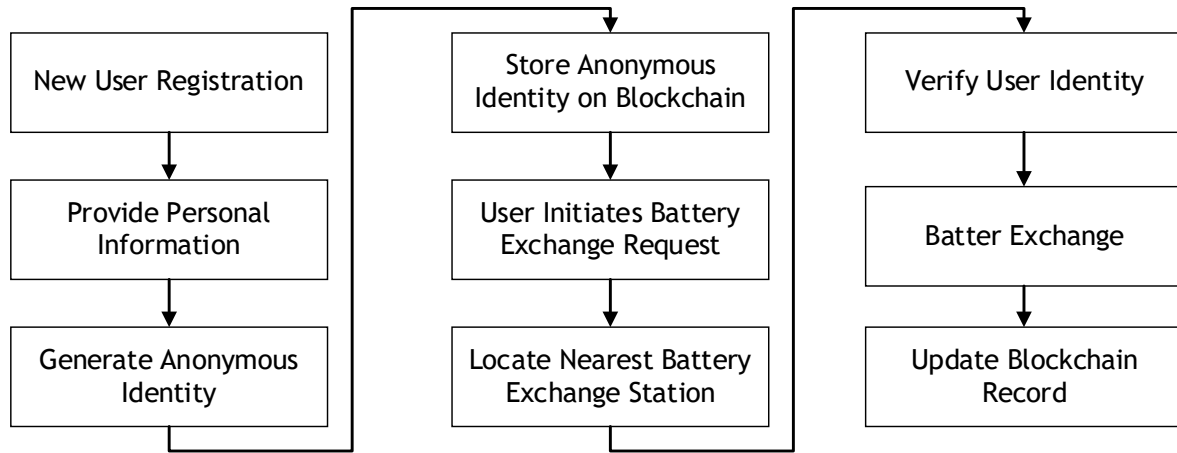 New User Registration
Provide Personal
Information
Generate Anonymous
Identity
Store Anonymous
Identity on Blockchain
User Initiates Battery
Exchange Request
Locate Nearest Battery
Exchange Station
Verify User Identity
Batter Exchange
Update Blockchain
Record